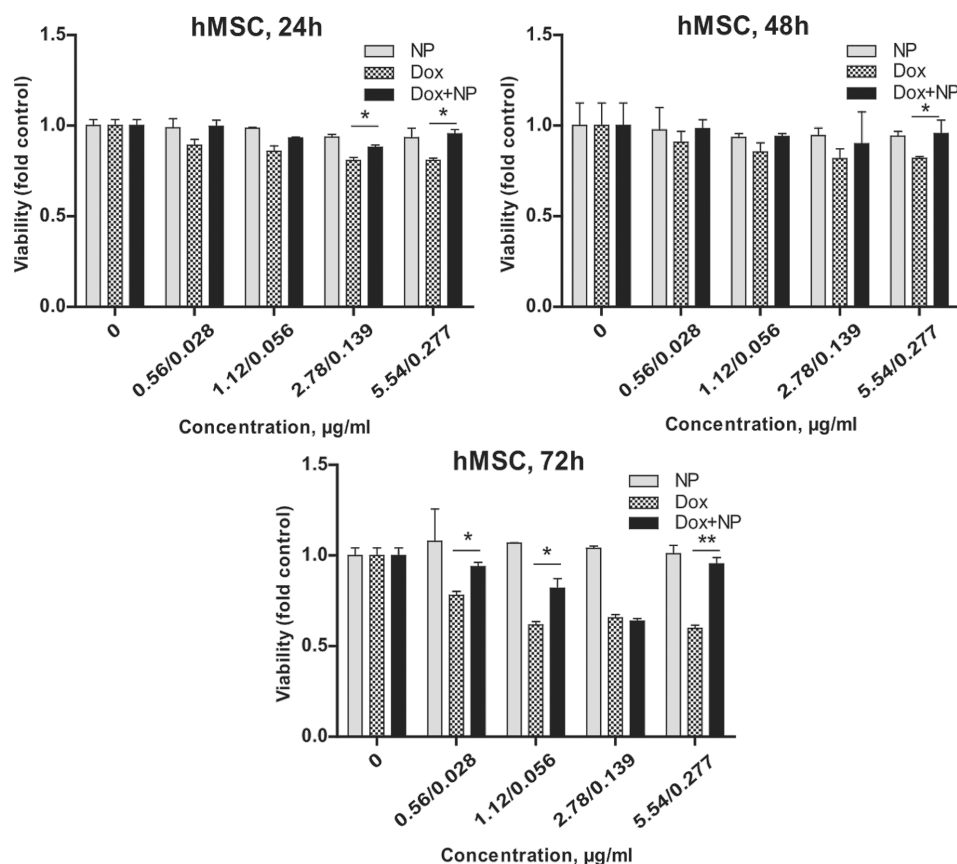 hMSC, 24h
NP
Dox
Dox+NP
Viability (fold control)
1.5
1.0
0.5
0.0
* *
0
0.56/0.028
1.12/0.056
2.78/0.139
5.54/0.277
Concentration, µg/ml
hMSC, 48h
NP
Dox
Dox+NP
Viability (fold control)
1.5
1.0
0.5
0.0
*
0
0.56/0.028
1.12/0.056
2.78/0.139
5.54/0.277
Concentration, µg/ml
hMSC, 72h
NP
Dox
Dox+NP
Viability (fold control)
1.5
1.0
0.5
0.0
* * **
0
0.56/0.028
1.12/0.056
2.78/0.139
5.54/0.277
Concentration, µg/ml